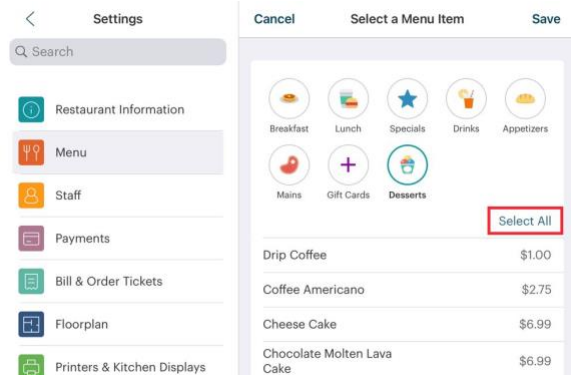 Settings
Search
Restaurant Information
Menu
Staff
Payments
Bill & Order Tickets
Floorplan
Printers & Kitchen Displays
Cancel Select a Menu Item Save
Breakfast Lunch Specials Drinks Appetizers
Mains Gift Cards Desserts
Select All
Drip Coffee $1.00
Coffee Americano $2.75
Cheese Cake $6.99
Chocolate Molten Lava
Cake $6.99